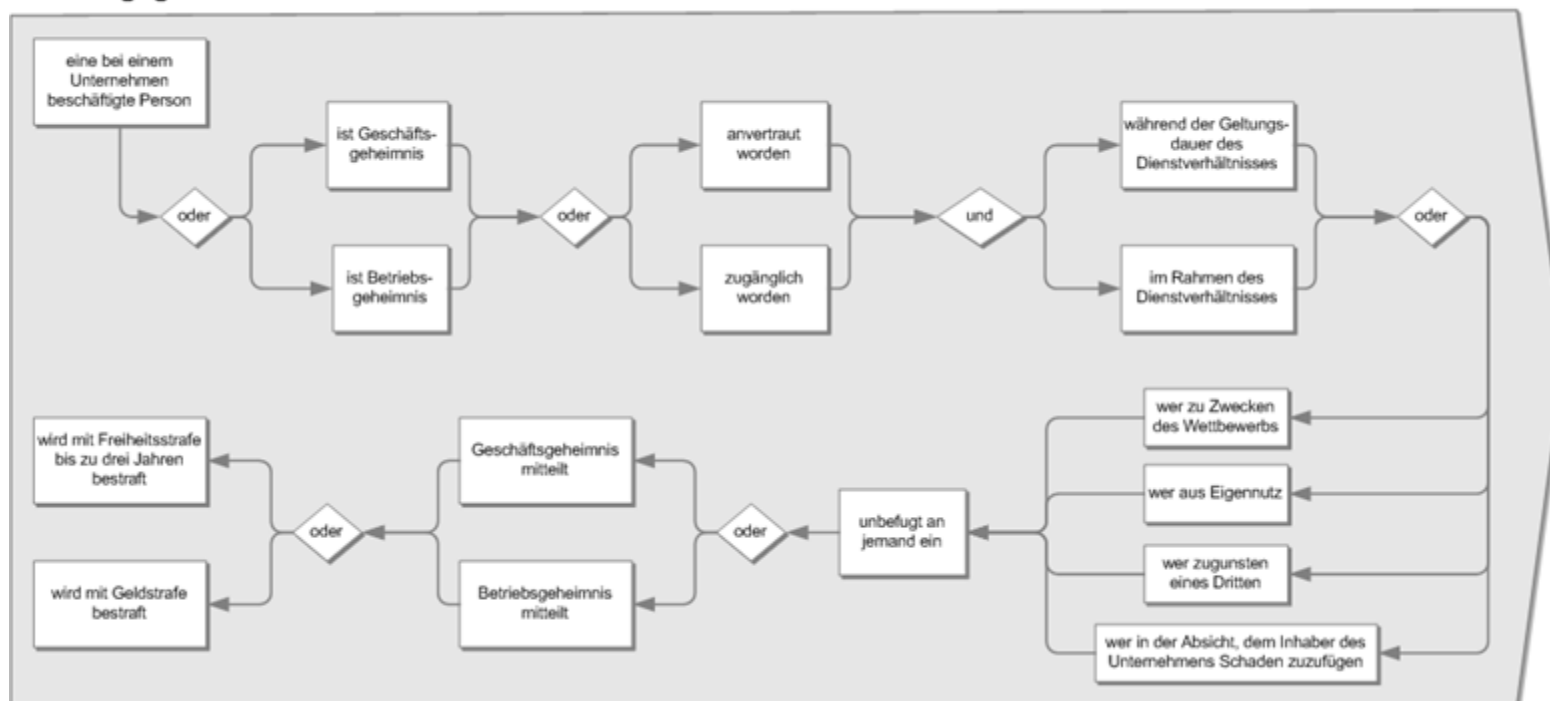 eine bei einem
Unternehmen
beschäftigte Person
oder
ist Geschäfts-
geheimnis
ist Betriebs-
geheimnis
oder
anvertraut
worden
zugänglich
worden
und
während der Geltungs-
dauer des
Dienstverhältnisses
im Rahmen des
Dienstverhältnisses
oder
wer zu Zwecken
des Wettbewerbs
wer aus Eigennutz
wer zugunsten
eines Dritten
wer in der Absicht, dem Inhaber des
Unternehmens Schaden zuzufügen
unbefugt an
jemand ein
oder
Geschäftsgeheimnis
mitteilt
Betriebsgeheimnis
mitteilt
oder
wird mit Freiheitsstrafe
bis zu drei Jahren
bestraft
wird mit Geldstrafe
bestraft